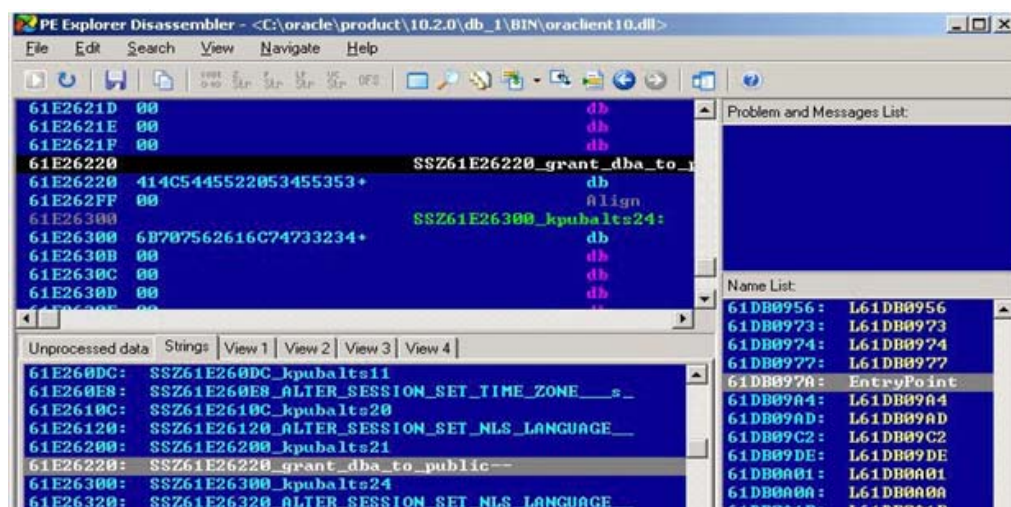 PE Explorer Disassembler - <C:\oracle\product\10.2.0\db_1\BIN\oraclient10.dll>
File Edit Search View Navigate Help
61E2621D 00 db
61E2621E 00 db
61E2621F 00 db
61E26220 SSZ61E26220_grant_dba_to_p
61E26220 414C5445522053455353+ db
61E262FF 00 Align
61E26300 SSZ61E26300_kpubalts24:
61E26300 6B707562616C74733234+ db
61E2630B 00 db
61E2630C 00 db
61E2630D 00 db
Unprocessed data Strings View 1 View 2 View 3 View 4
61E260DC: SSZ61E260DC_kpubalts11
61E260E8: SSZ61E260E8_ALTER_SESSION_SET_TIME_ZONE___s_
61E2610C: SSZ61E2610C_kpubalts20
61E26120: SSZ61E26120_ALTER_SESSION_SET_NLS_LANGUAGE__
61E26200: SSZ61E26200_kpubalts21
61E26220: SSZ61E26220_grant_dba_to_public--
61E26300: SSZ61E26300_kpubalts24
61E26320: SSZ61E26320_ALTER_SESSION_SET_NLS_LANGUAGE
Problem and Messages List:
Name List:
61DB0956: L61DB0956
61DB0973: L61DB0973
61DB0974: L61DB0974
61DB0977: L61DB0977
61DB097A: EntryPoint
61DB09A4: L61DB09A4
61DB09AD: L61DB09AD
61DB09C2: L61DB09C2
61DB09DE: L61DB09DE
61DB0A01: L61DB0A01
61DB0A0A: L61DB0A0A